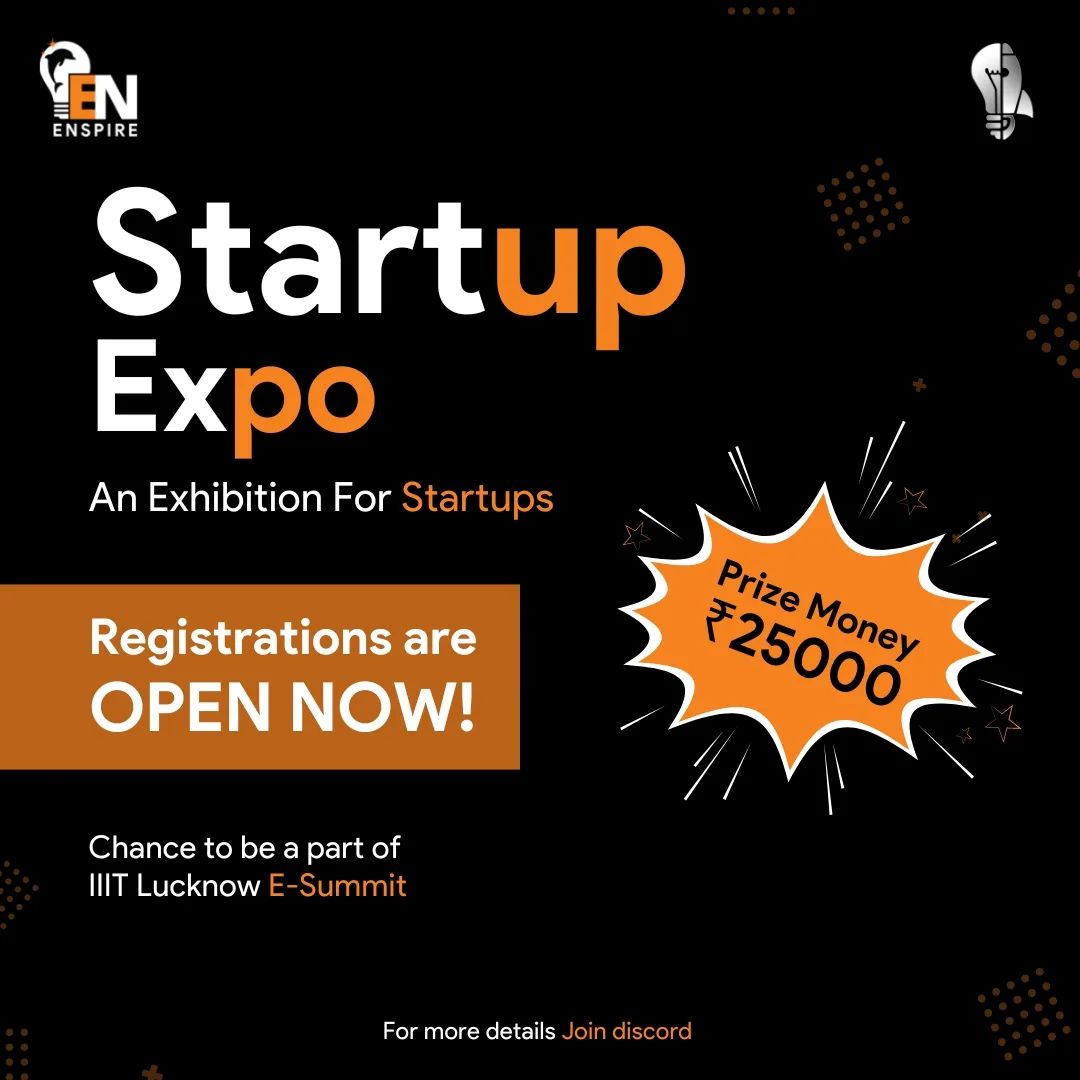 EN
ENSPIRE
Startup
Expo
An Exhibition For Startups
Prize Money
₹25000
Registrations are
OPEN NOW!
Chance to be a part of
IIIT Lucknow E-Summit
For more details Join discord